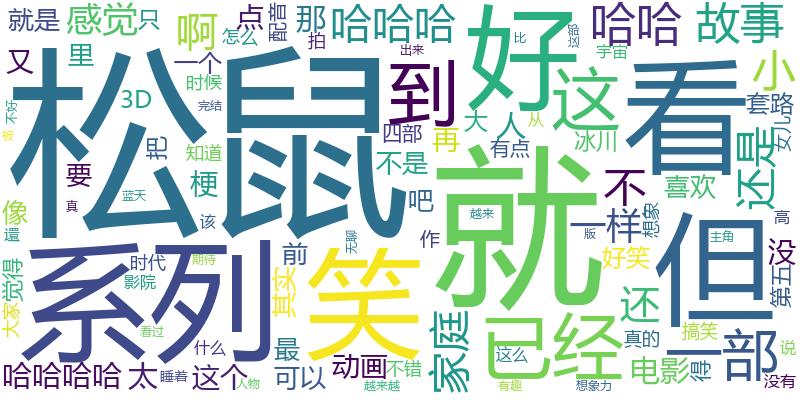 就是
感觉
只
点
配音
那
哈哈哈
怎么
拍
出来
比
这部
哈哈
宇宙
故事
不好
又
里
啊
一个
时候
完结
3D
松鼠
到
好
这
看
小
套路
女儿
四部
再
大
人
从
冰川
有点
还是
被
要
把
知道
梗
不是
吧
喜欢
不
真
蓝天
该
像
還
越来
就
一样
想象
版
但
主角
高
没
第五
系列
笑
前
作
无聊
好笑
觉得
大家
时代
期待
影院
其实
已经
还
真的
搞笑
一部
说
看过
什么
最
家庭
这么
不错
动画
可以
哈哈哈哈
太
睡着
这个
人物
越来越
有趣
想象力
电影
得
没有